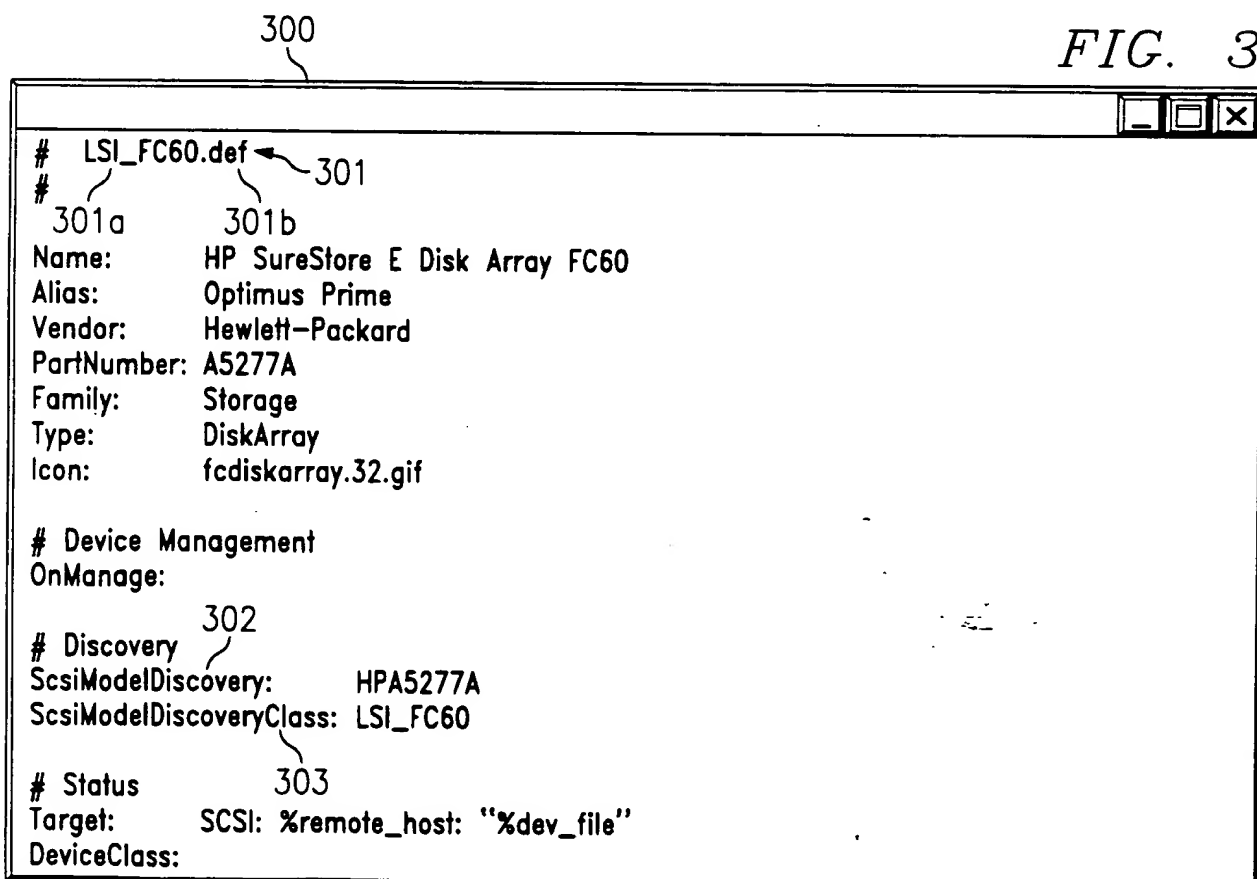 300
FIG. 3
# LSI_FC60.def 301
#
301a 301b
Name: HP SureStore E Disk Array FC60
Alias: Optimus Prime
Vendor: Hewlett-Packard
PartNumber: A5277A
Family: Storage
Type: DiskArray
Icon: fcdiskarray.32.gif
# Device Management
OnManage:
302
# Discovery
ScsiModelDiscovery: HPA5277A
ScsiModelDiscoveryClass: LSI_FC60
303
# Status
Target: SCSI: %remote_host: “%dev_file”
DeviceClass: